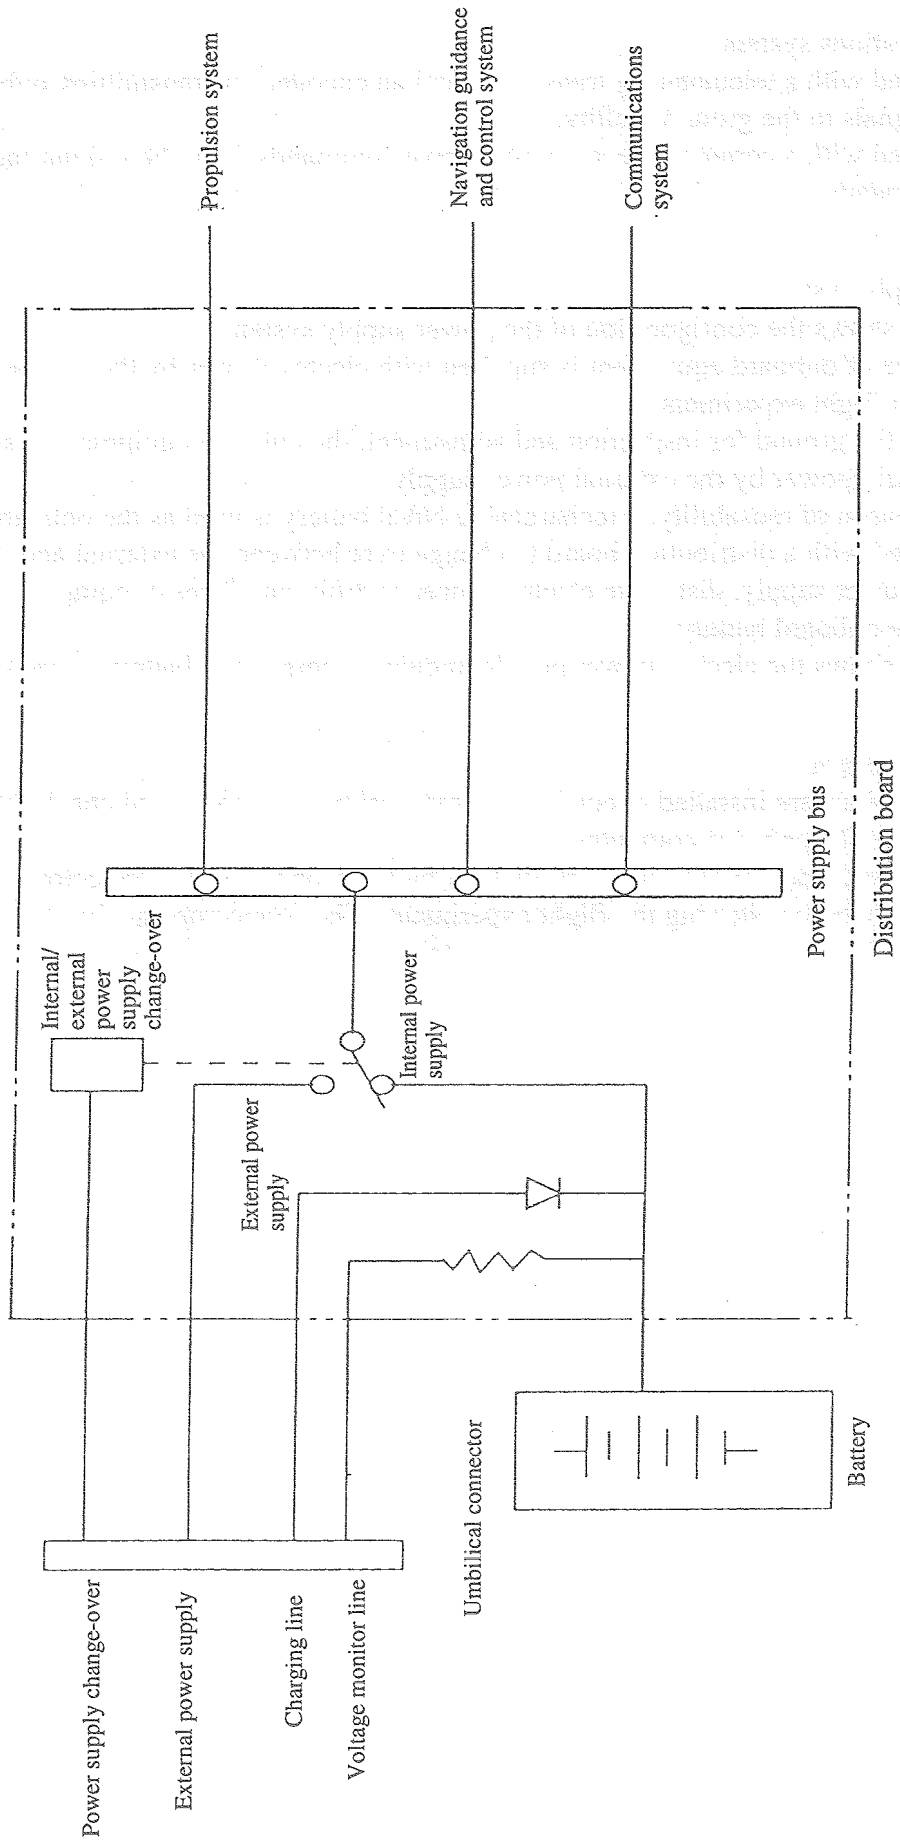 Power supply change-over
External power supply
Charging line
Voltage monitor line
Umbilical connector
Battery
External power
supply
Internal/
external
power
supply
change-over
Internal power
supply
Power supply bus
Distribution board
Propulsion system
Navigation guidance
and control system
Communications
system